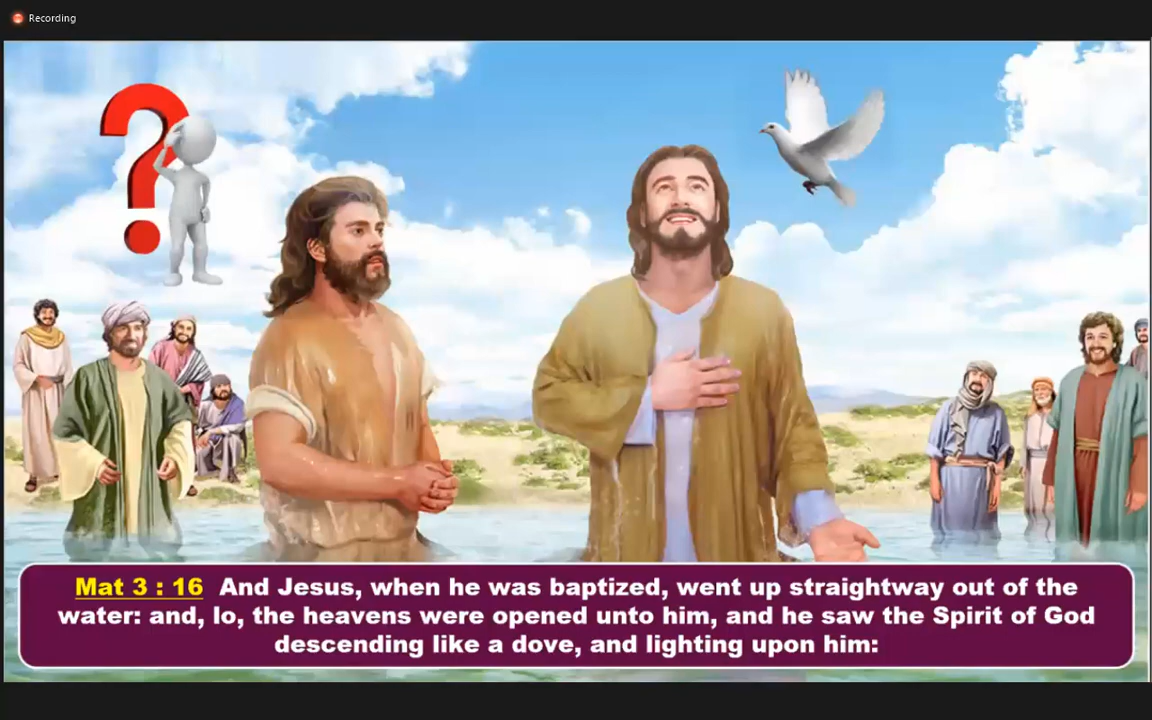 Recording
Mat 3 : 16 And Jesus, when he was baptized, went up straightway out of the
water: and, lo, the heavens were opened unto him, and he saw the Spirit of God
descending like a dove, and lighting upon him: